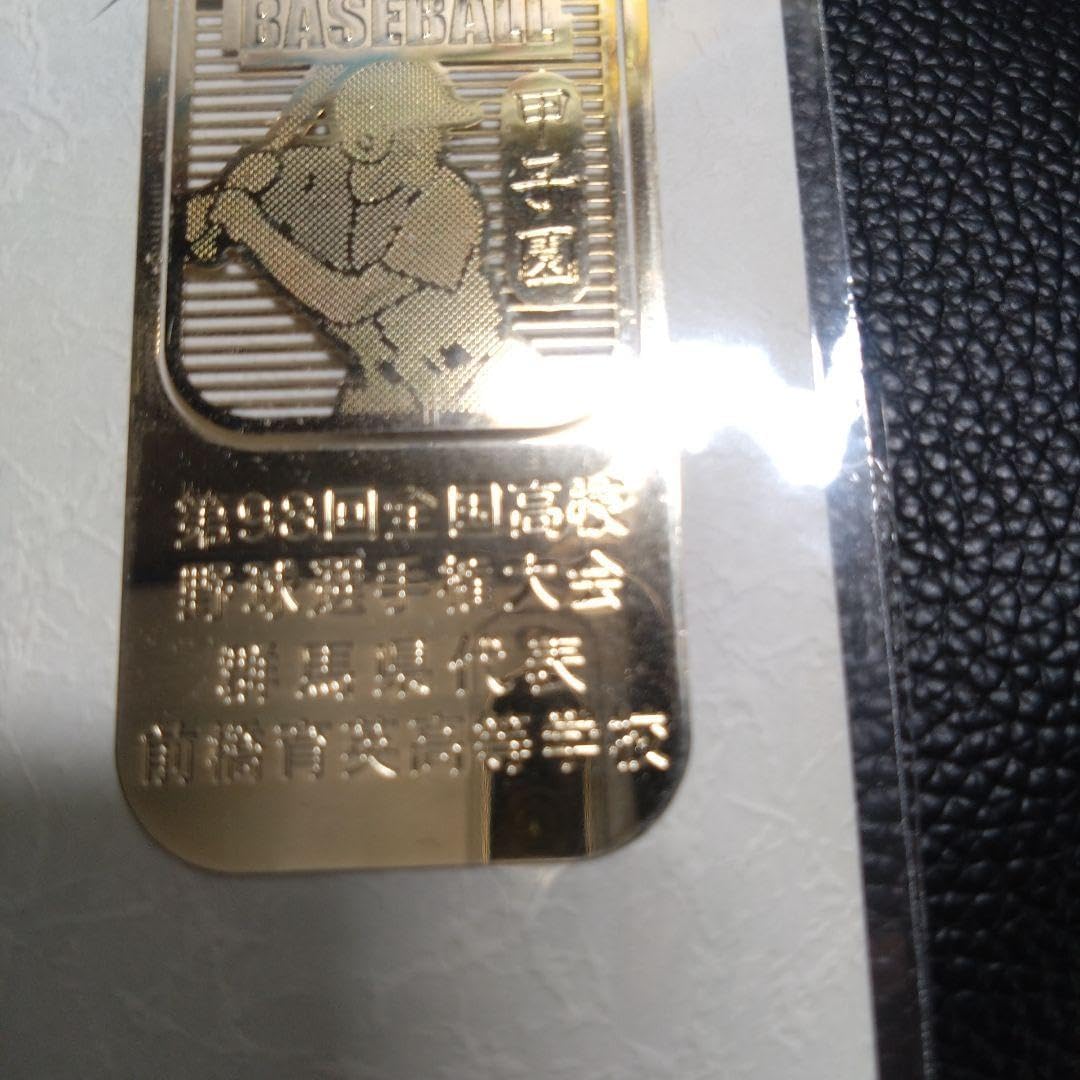 BASEBALL
甲子園
第98回全国高校
野球選手権大会
群馬県代表
前橋育英高等学校